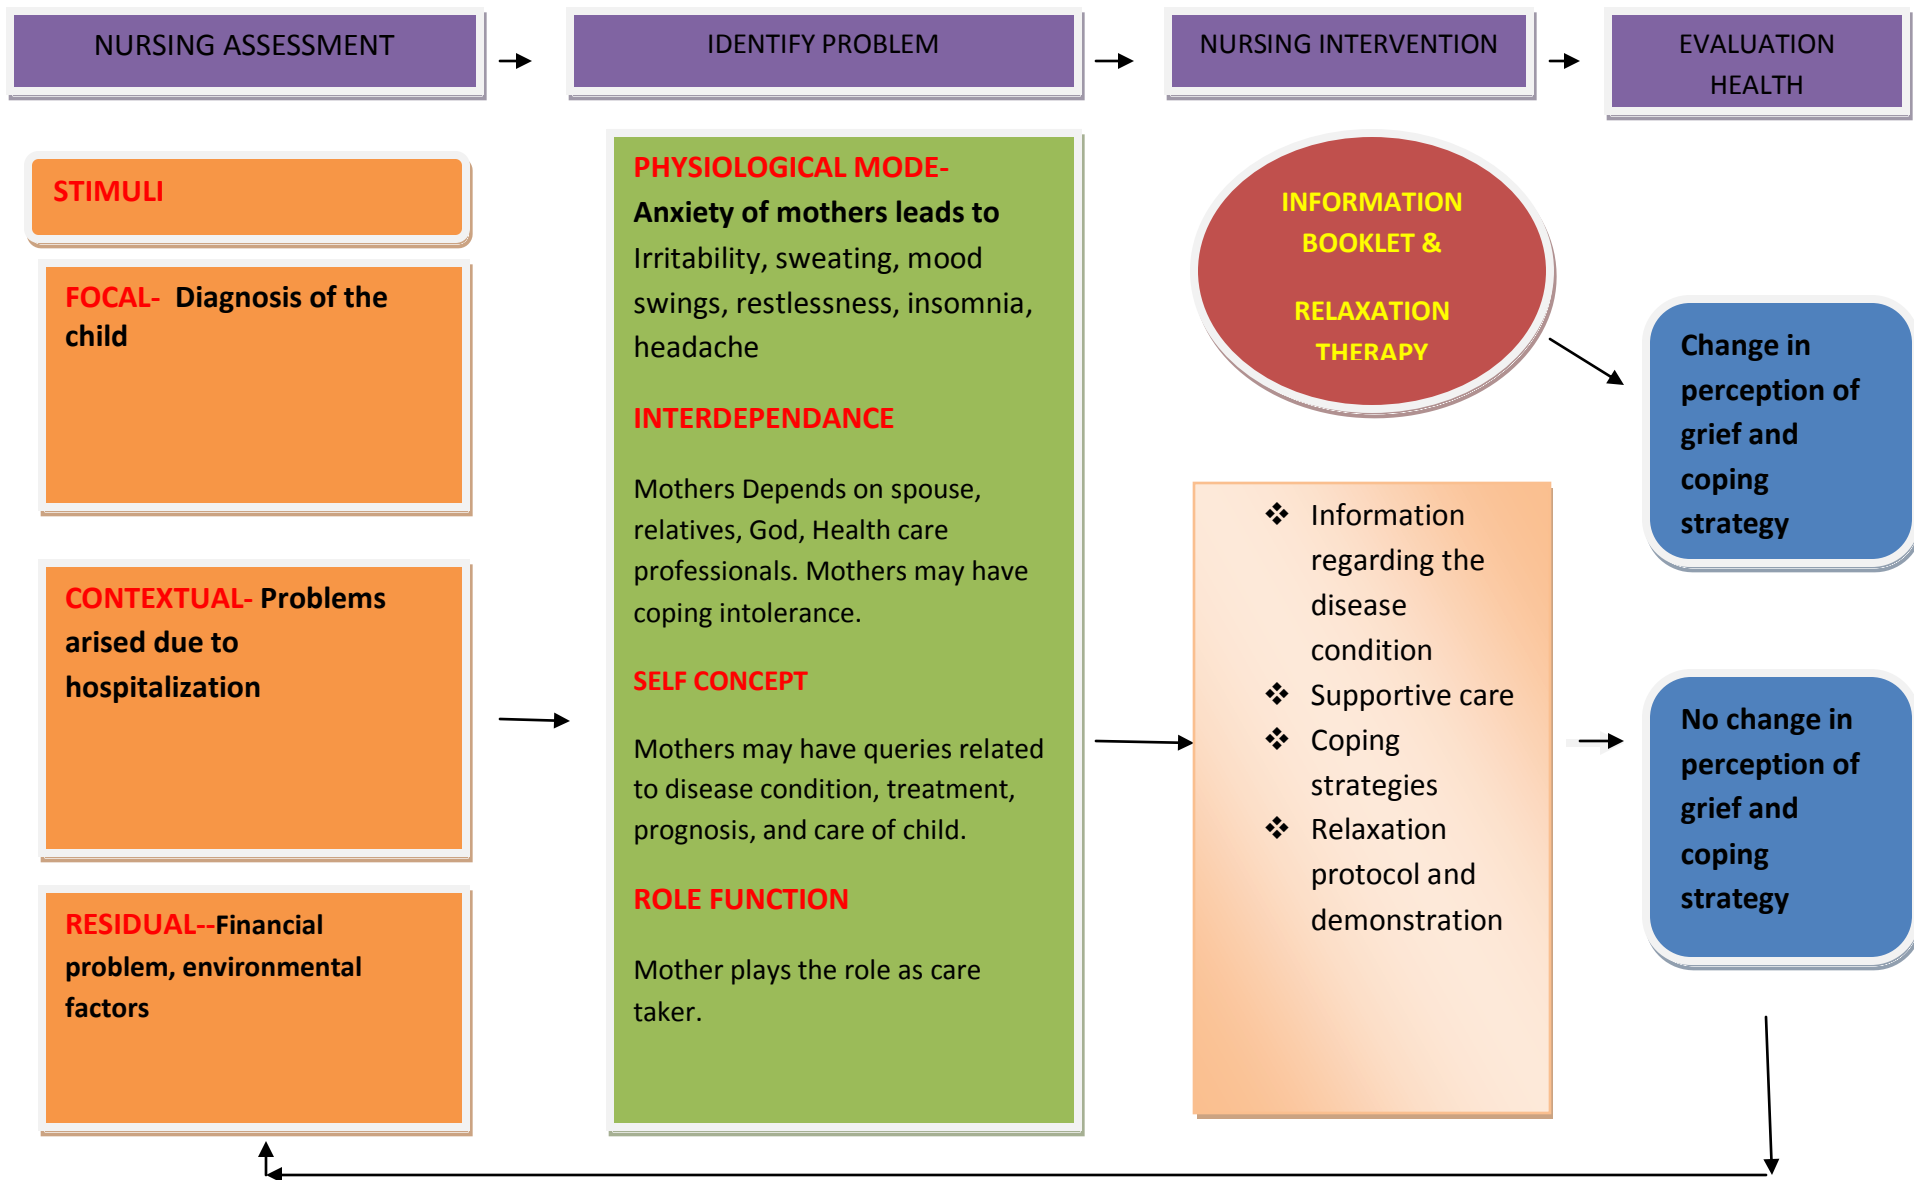 NURSING ASSESSMENT
IDENTIFY PROBLEM
NURSING INTERVENTION
EVALUATION
HEALTH
STIMULI
FOCAL- Diagnosis of the
child
CONTEXTUAL- Problems
arised due to
hospitalization
RESIDUAL--Financial
problem, environmental
factors
PHYSIOLOGICAL MODE-
Anxiety of mothers leads to
Irritability, sweating, mood
swings, restlessness, insomnia,
headache
INTERDEPENDANCE
Mothers Depends on spouse,
relatives, God, Health care
professionals. Mothers may have
coping intolerance.
SELF CONCEPT
Mothers may have queries related
to disease condition, treatment,
prognosis, and care of child.
ROLE FUNCTION
Mother plays the role as care
taker.
INFORMATION
BOOKLET &
RELAXATION
THERAPY
❖ Information
regarding the
disease
condition
❖ Supportive care
❖ Coping
strategies
❖ Relaxation
protocol and
demonstration
Change in
perception of
grief and
coping
strategy
No change in
perception of
grief and
coping
strategy